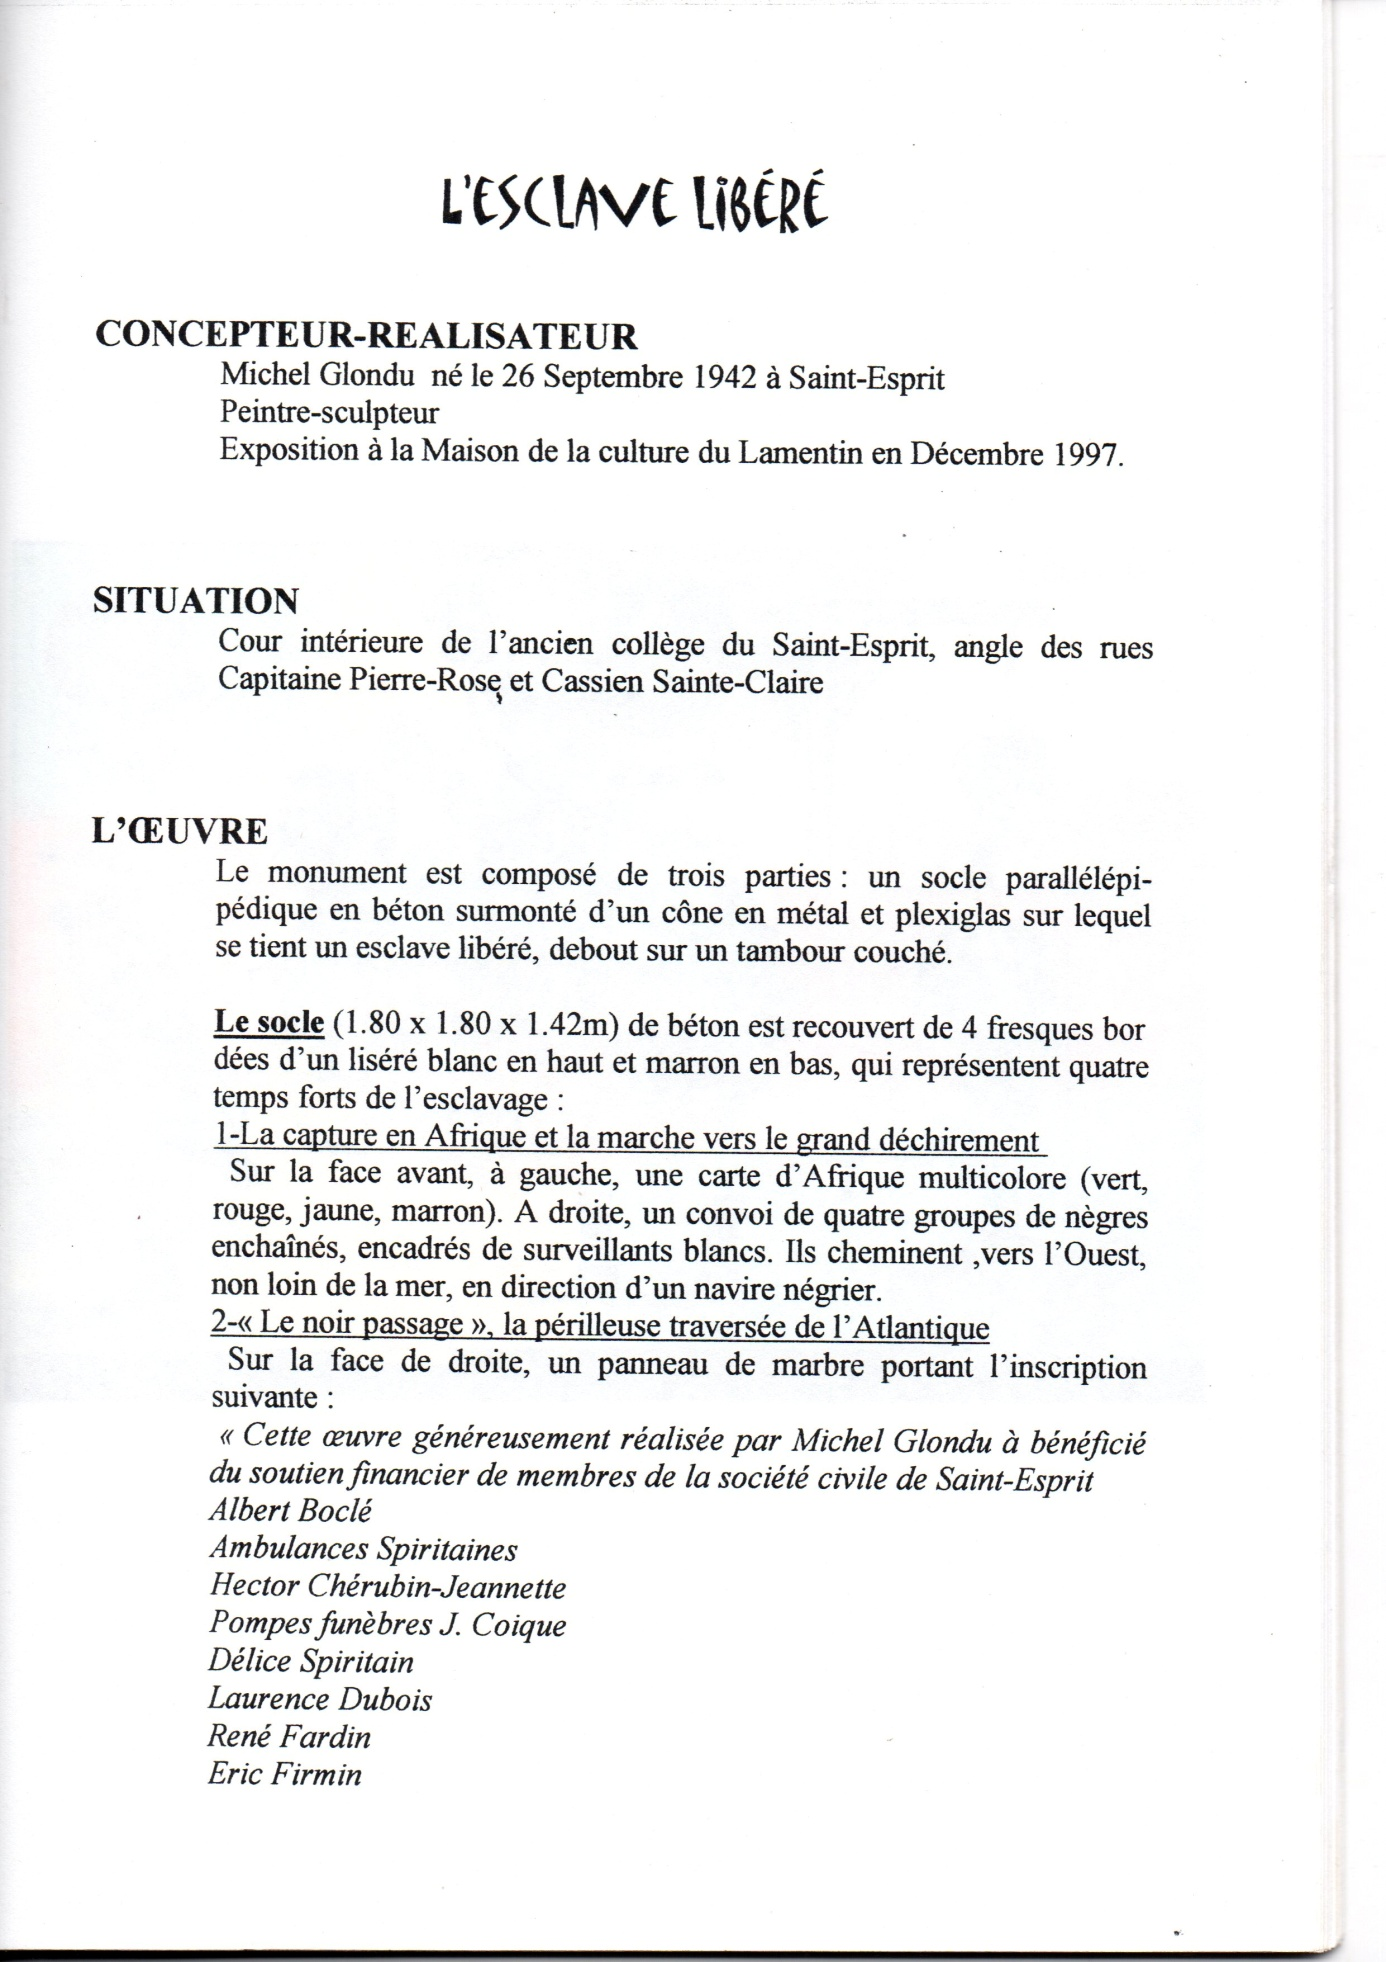 L'ESCLAVE LIBÉRÉ
CONCEPTEUR-REALISATEUR
Michel Glondu né le 26 Septembre 1942 à Saint-Esprit
Peintre-sculpteur
Exposition à la Maison de la culture du Lamentin en Décembre 1997.
SITUATION
Cour intérieure de l'ancien collège du Saint-Esprit, angle des rues
Capitaine Pierre-Rose et Cassien Sainte-Claire
L'ŒUVRE
Le monument est composé de trois parties : un socle parallélépi-
pédique en béton surmonté d'un cône en métal et plexiglas sur lequel
se tient un esclave libéré, debout sur un tambour couché.
Le socle (1.80 x 1.80 x 1.42m) de béton est recouvert de 4 fresques bor
dées d'un liséré blanc en haut et marron en bas, qui représentent quatre
temps forts de l'esclavage :
1-La capture en Afrique et la marche vers le grand déchirement
Sur la face avant, à gauche, une carte d'Afrique multicolore (vert,
rouge, jaune, marron). A droite, un convoi de quatre groupes de nègres
enchaînés, encadrés de surveillants blancs. Ils cheminent ,vers l'Ouest,
non loin de la mer, en direction d'un navire négrier.
2-« Le noir passage », la périlleuse traversée de l'Atlantique
Sur la face de droite, un panneau de marbre portant l'inscription
suivante :
« Cette œuvre généreusement réalisée par Michel Glondu à bénéficié
du soutien financier de membres de la société civile de Saint-Esprit
Albert Boclé
Ambulances Spiritaines
Hector Chérubin-Jeannette
Pompes funèbres J. Coique
Délice Spiritain
Laurence Dubois
René Fardin
Eric Firmin